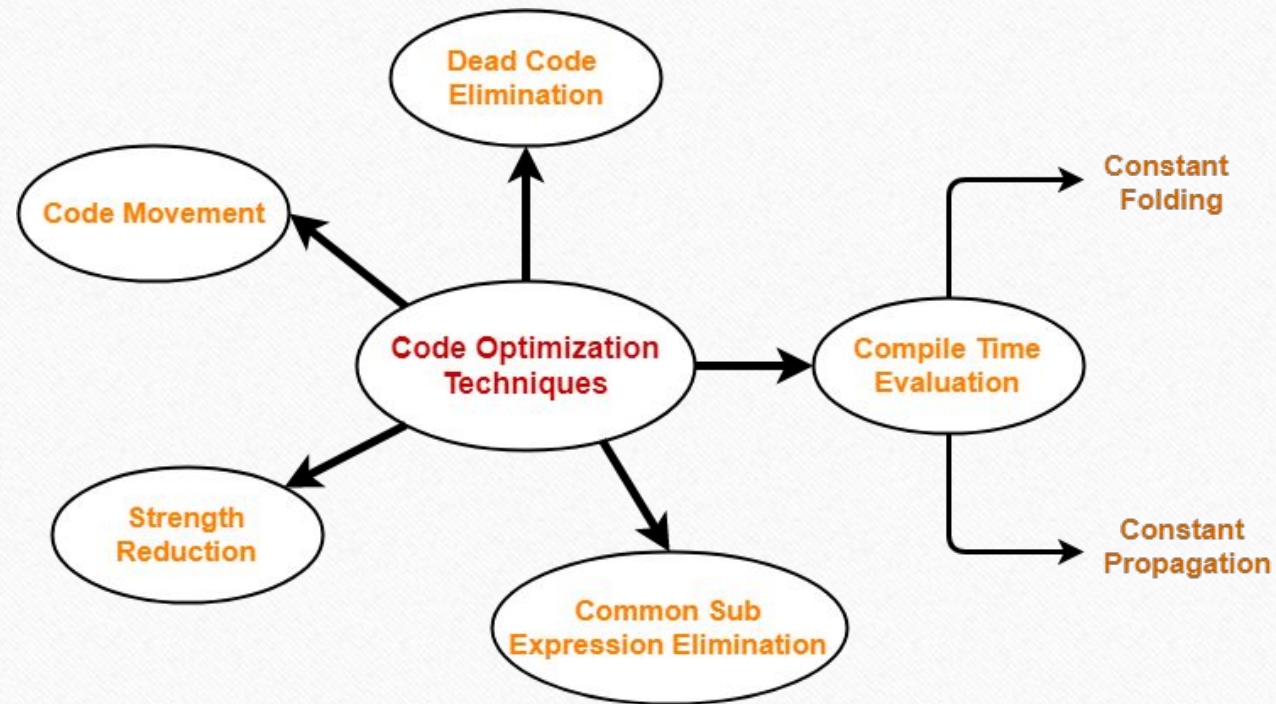 Dead Code
Elimination
Code Movement
Constant
Folding
Code Optimization
Techniques
Compile Time
Evaluation
Strength
Reduction
Constant
Propagation
Common Sub
Expression Elimination